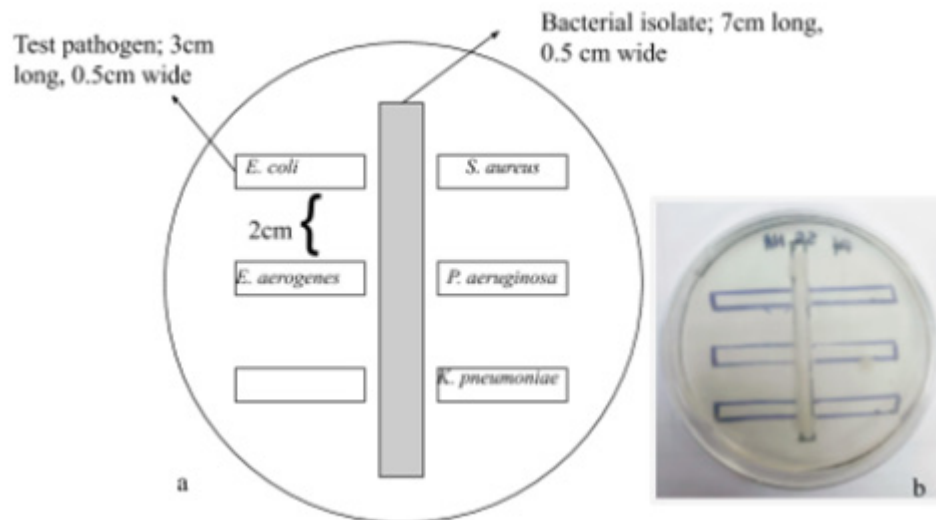 Test pathogen; 3cm
long, 0.5cm wide
Bacterial isolate; 7cm long,
0.5 cm wide
E. coli
S. aureus
2cm
E. aerogenes
P. aeruginosa
K. pneumoniae
a
b